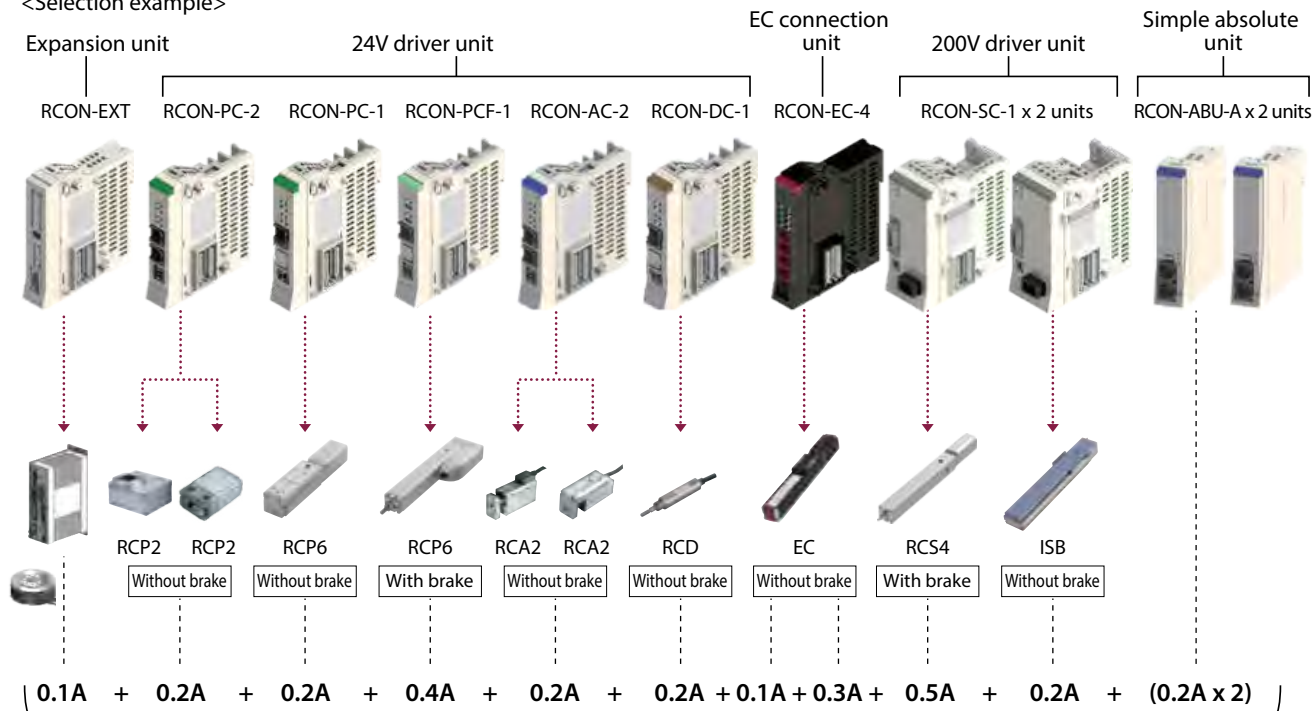 <Selection example>
Expansion unit
24V driver unit
EC connection
unit
200V driver unit
Simple absolute
unit
RCON-EXT RCON-PC-2 RCON-PC-1 RCON-PCF-1 RCON-AC-2 RCON-DC-1 RCON-EC-4 RCON-SC-1 x 2 units RCON-ABU-A x 2 units
RCP2 RCP2 RCP6 RCP6 RCA2 RCA2 RCD EC RCS4 ISB
Without brake Without brake With brake Without brake Without brake Without brake With brake Without brake
( 0.1A + 0.2A + 0.2A + 0.4A + 0.2A + 0.2A + 0.1A + 0.3A + 0.5A + 0.2A + (0.2A x 2) )